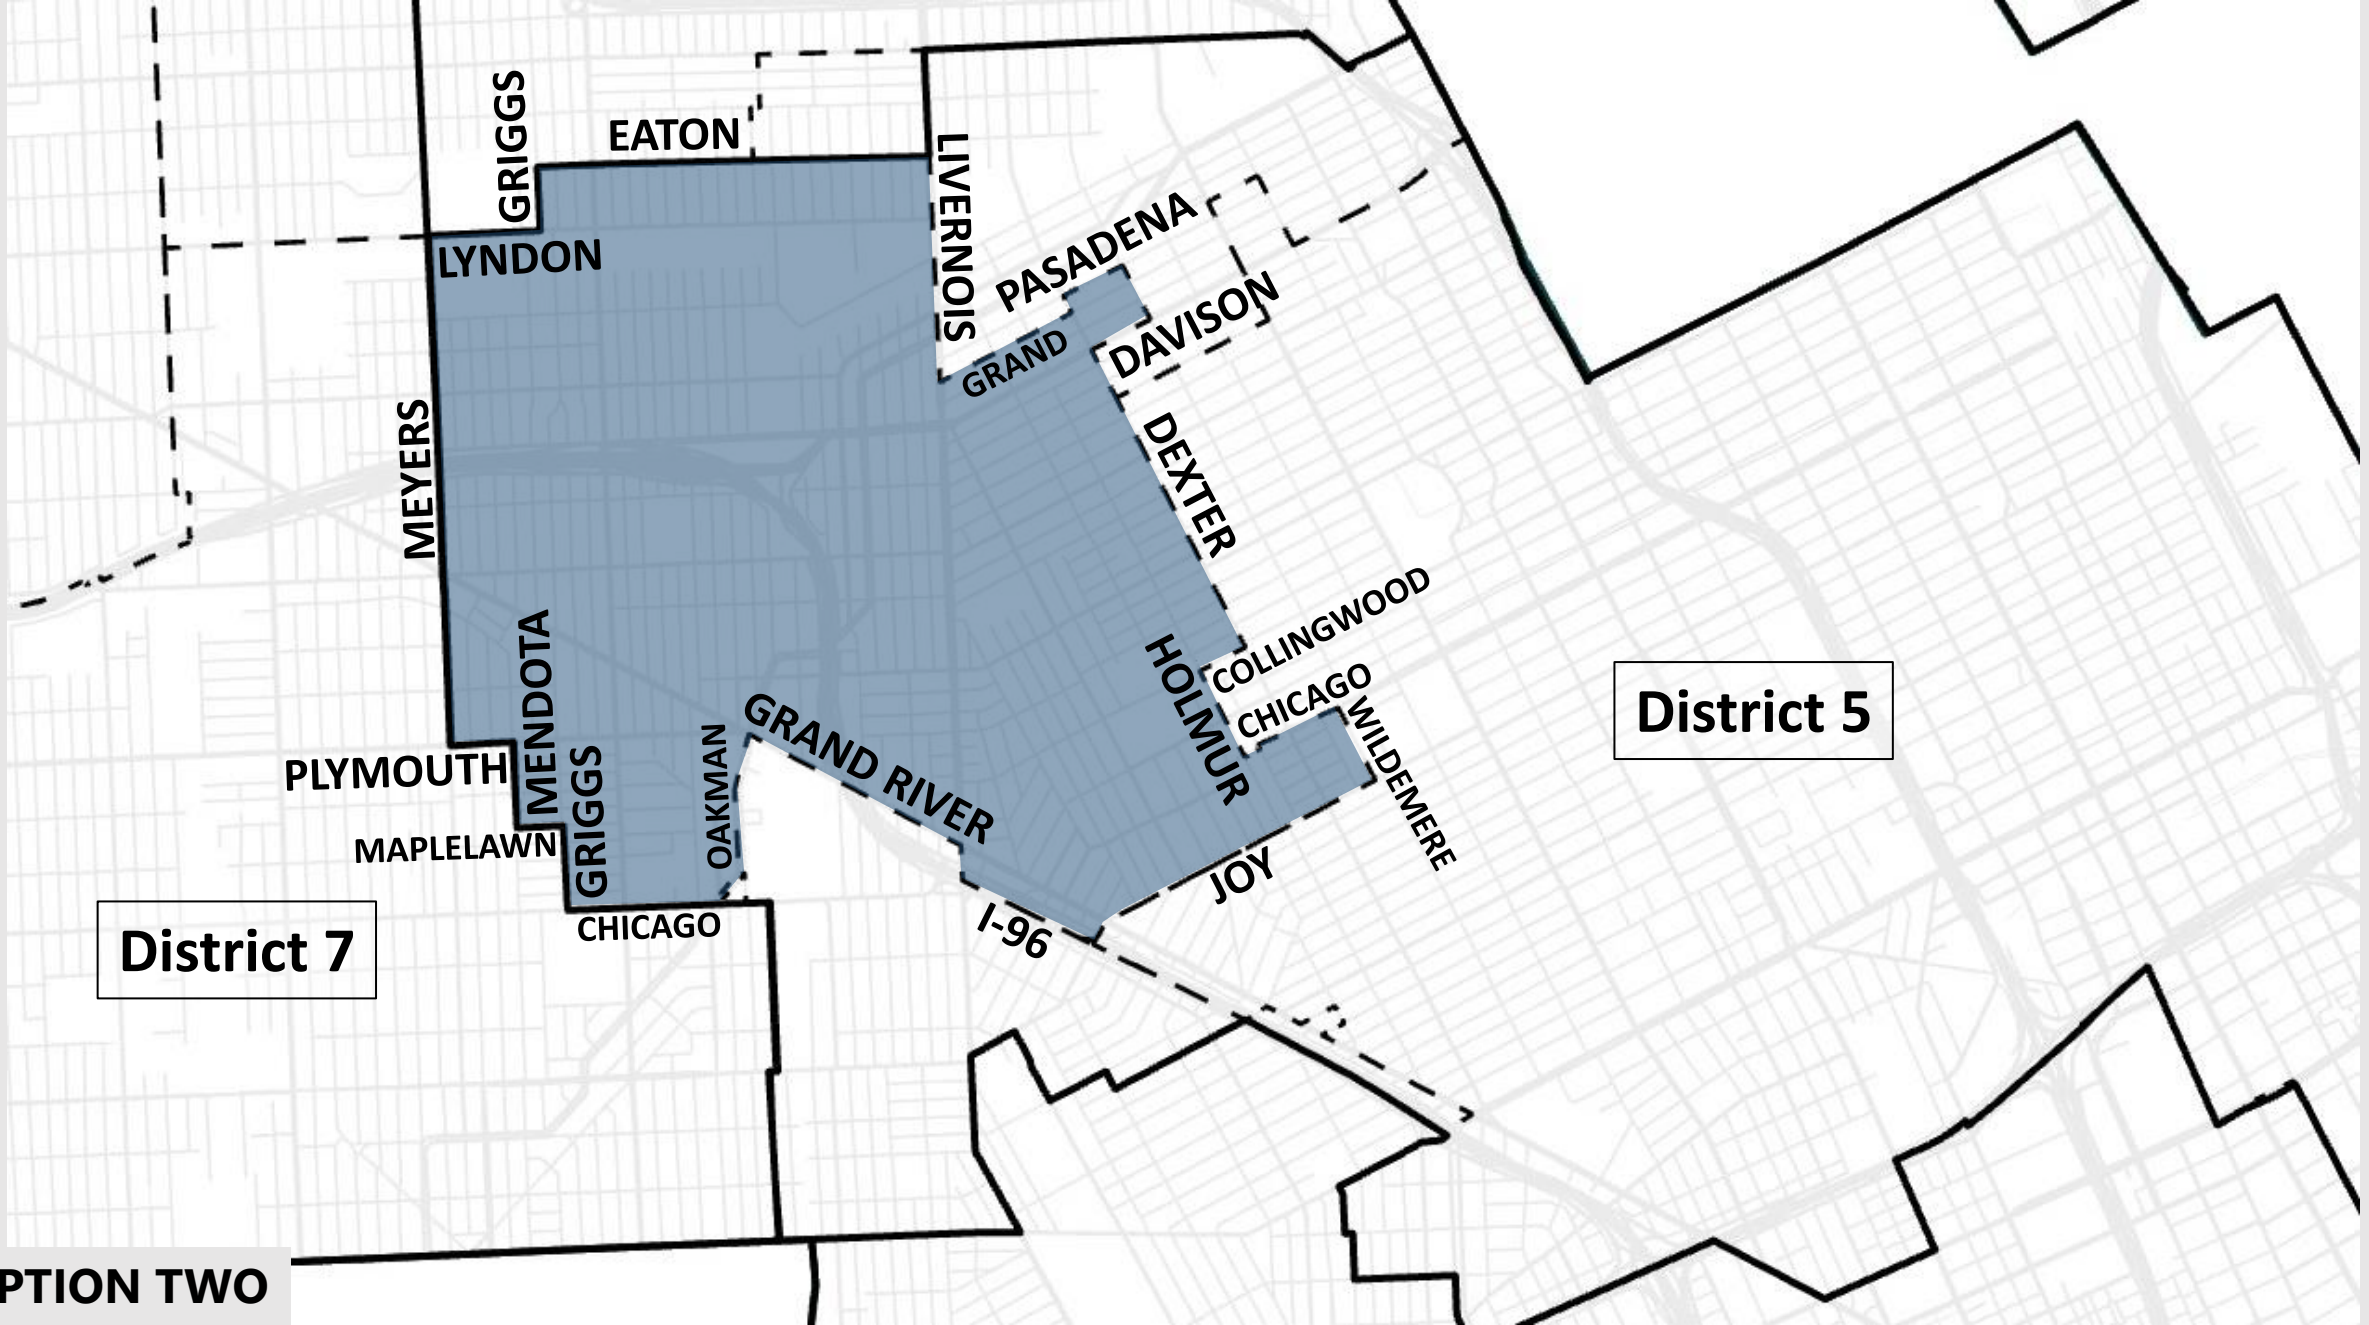 GRIGGS
EATON
LIVERNOIS
LYNDON
PASADENA
GRAND
DAVISON
MEYERS
DEXTER
COLLINGWOOD
HOLMUR
CHICAGO
WILDEMERE
MENDOTA
PLYMOUTH
GRIGGS
MAPLELAWN
OAKMAN
GRAND RIVER
District 5
JOY
I-96
CHICAGO
District 7
PTION TWO